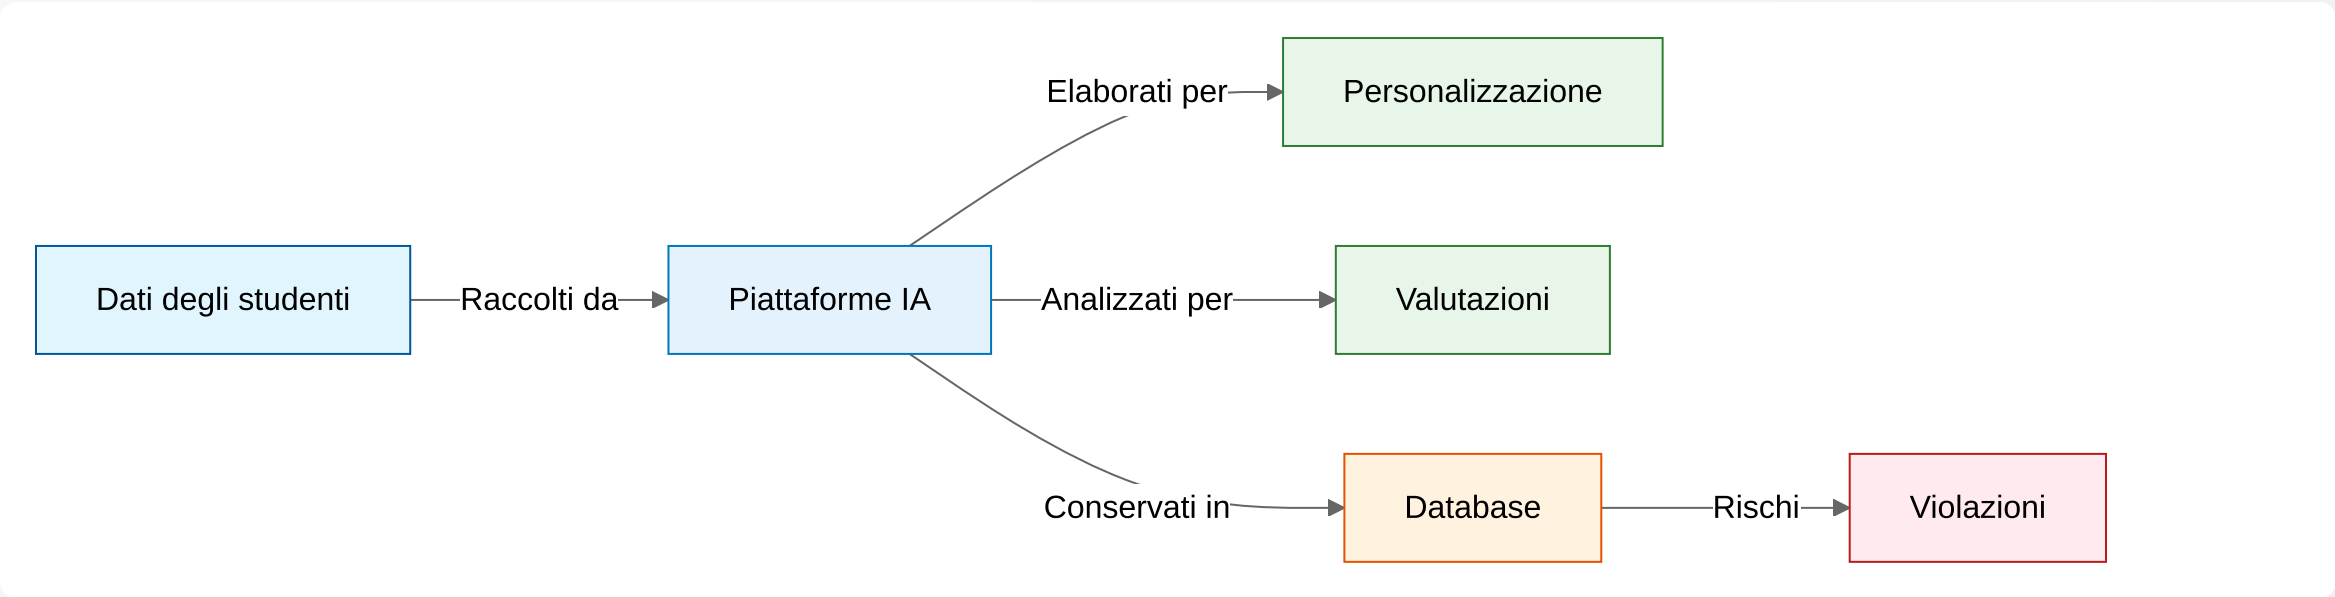 Elaborati per
Personalizzazione
Dati degli studenti
Raccolti da
Piattaforme IA
Analizzati per
Valutazioni
Conservati in
Database
Rischi
Violazioni